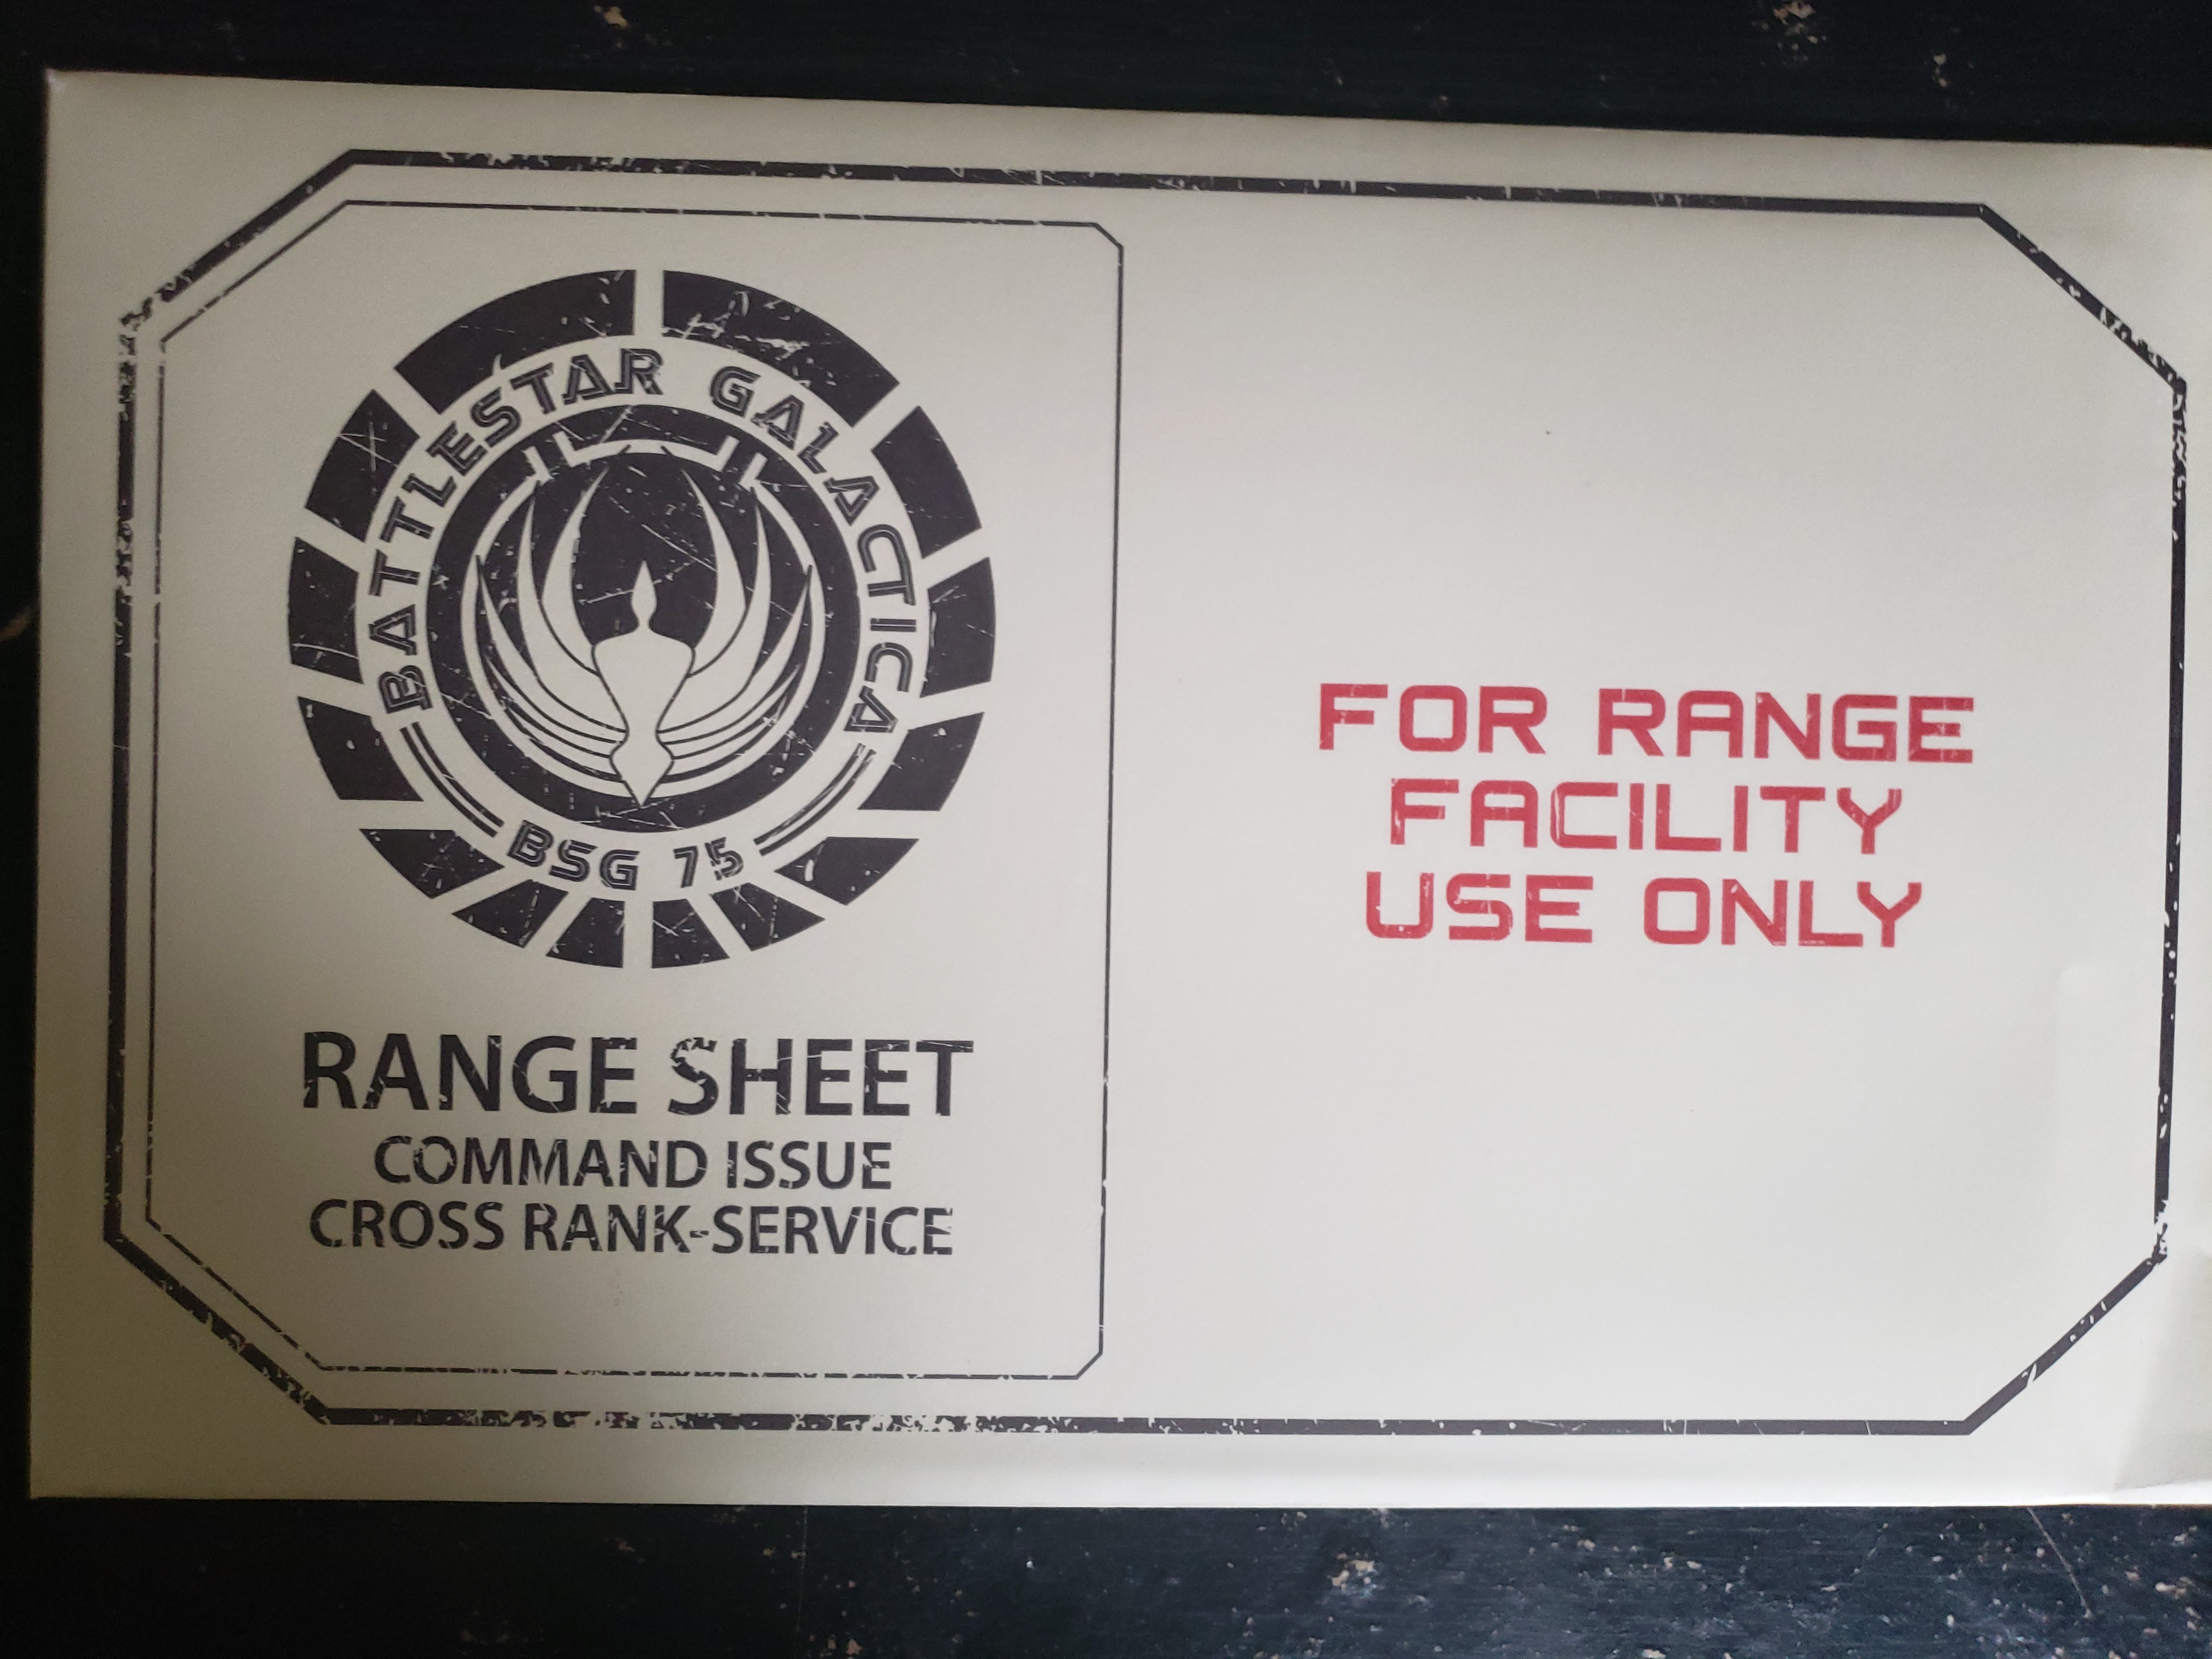 BATTLESTAR GALACTICA
BSG 75
RANGE SHEET
COMMAND ISSUE
CROSS RANK-SERVICE
FOR RANGE
FACILITY
USE ONLY